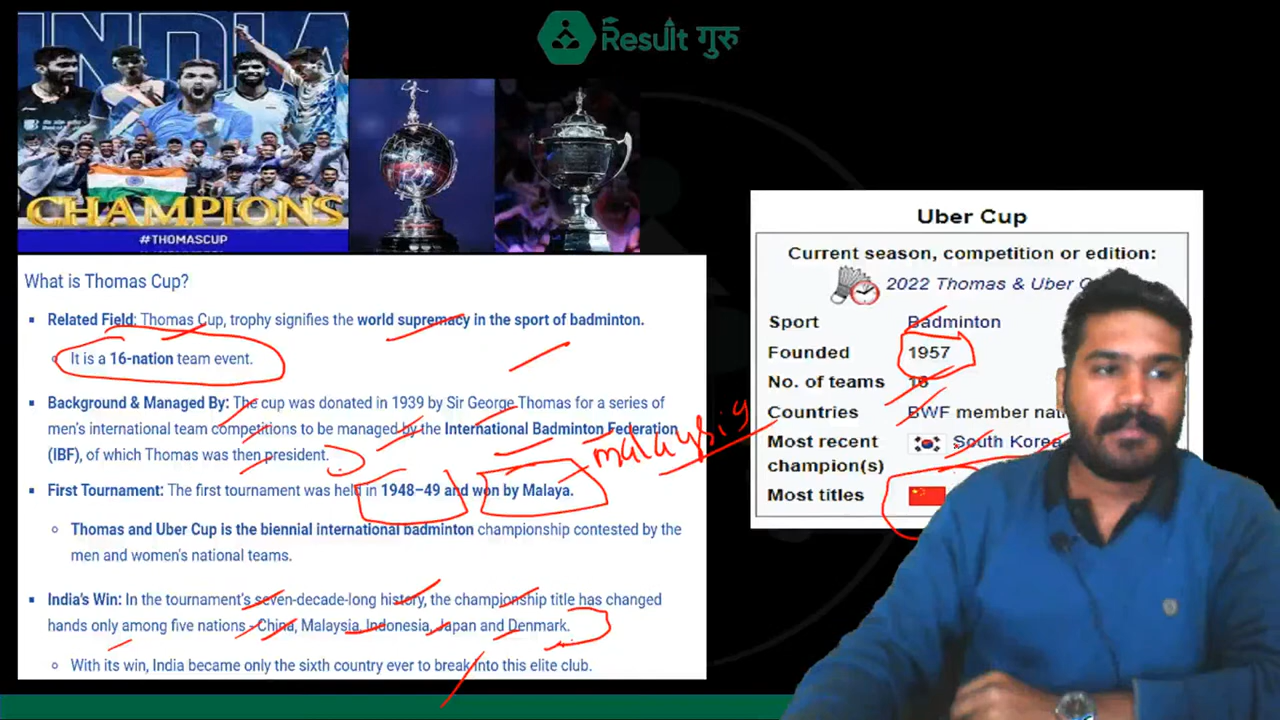 INDIA
Result गुरु
CHAMPIONS
#THOMASCUP
What is Thomas Cup?
Related Field: Thomas Cup, trophy signifies the world supremacy in the sport of badminton.
It is a 16-nation team event.
Background & Managed By: The cup was donated in 1939 by Sir George Thomas for a series of
men's international team competitions to be managed by the International Badminton Federation
(IBF), of which Thomas was then president.
malaysia
First Tournament: The first tournament was held in 1948–49 and won by Malaya.
Thomas and Uber Cup is the biennial international badminton championship contested by the
men and women's national teams.
India's Win: In the tournament's seven-decade-long history, the championship title has changed
hands only among five nations - China, Malaysia, Indonesia, Japan and Denmark.
With its win, India became only the sixth country ever to break into this elite club.
Uber Cup
Current season, competition or edition:
2022 Thomas & Uber
Sport Badminton
Founded 1957
No. of teams 16
Countries BWF member
Most recent South Korea
champion(s)
Most titles